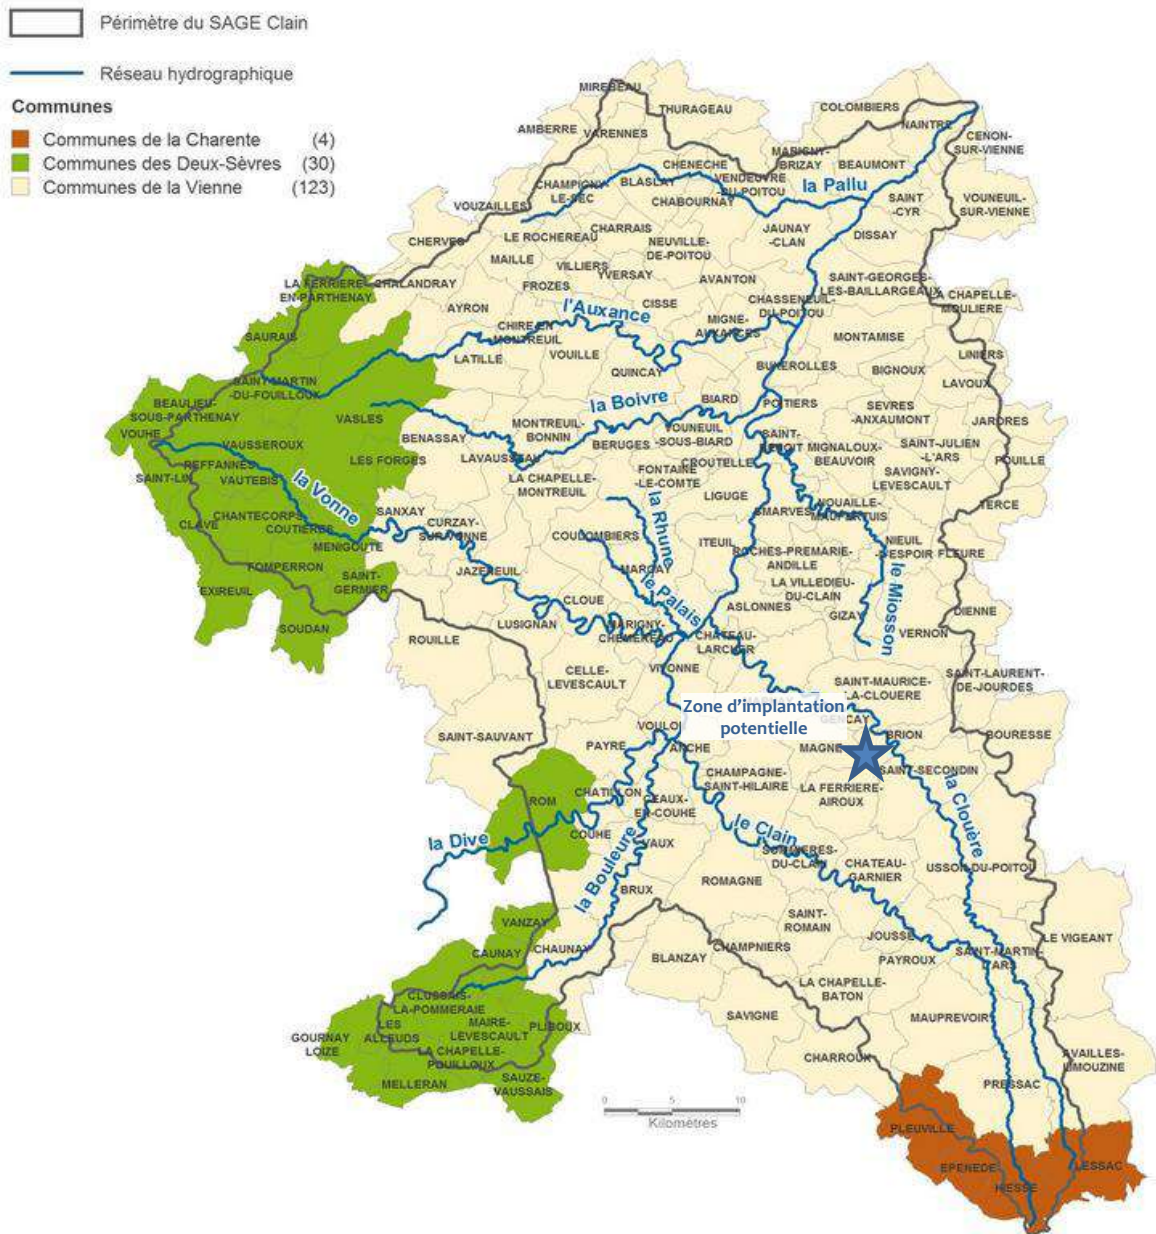 Périmètre du SAGE Clain
Réseau hydrographique
Communes
Communes de la Charente (4)
Communes des Deux-Sèvres (30)
Communes de la Vienne (123)
MIREBEAU
THURAGEAU
COLOMBIERS
AMBERRE
VARENNES
NAINTRE
CENON-
SUR-VIENNE
MARIGNY-
BRIZAY
BEAUMONT
CHENECHE
VENDEUVRE
-DU-POITOU
BLASLAY
CHAMPIGNY-
LE-SEC
CHABOURNAY
la Pallu
SAINT
-CYR
VOUNEUIL-
SUR-VIENNE
VOUZAILLES
CHERVES
LE ROCHEREAU
CHARRAIS
NEUVILLE-
DE-POITOU
JAUNAY
-CLAN
DISSAY
MAILLE
VILLIERS
YVERSAY
AVANTON
SAINT-GEORGES-
LES-BAILLARGEAUX
LA FERRIERE-
EN-PARTHENAY
CHALANDRAY
AYRON
FROZES
CISSE
CHASSENEUIL-
DU-POITOU
LA CHAPELLE-
MOULIERE
l'Auxance
MIGNE-
AUXANCES
SAURAIS
CHIRE-EN
MONTREUIL
LATILLE
VOUILLE
QUINCAY
MONTAMISE
LINIERS
BUXEROLLES
BIGNOUX
LAVOUX
SAINT-MARTIN
-DU-FOUILLOUX
BEAULIEU-
SOUS-PARTHENAY
VASLES
la Boivre
BIARD
POITIERS
SEVRES
-ANXAUMONT
JARDRES
VOUHE
VAUSSEROUX
BENASSAY
MONTREUIL-
BONNIN
BERUGES
VOUNEUIL
-SOUS-BIARD
SAINT-
BENOIT
MIGNALOUX-
BEAUVOIR
SAINT-JULIEN
-L'ARS
POUILLE
REFFANNES
LES FORGES
LAVAUSSEAU
CROUTELLE
SAINT-LIN
VAUTEBIS
la Vonne
LA CHAPELLE-
MONTREUIL
FONTAINE
-LE-COMTE
LIGUGE
SAVIGNY-
LEVESCAULT
TERCE
CLAVE
CHANTECORPS
COUTIERES
SANXAY
CURZAY-
SUR-VONNE
la Rhune
SMARVES
NOUAILLE-
MAUPERTUIS
MENIGOUTE
COULOMBIERS
ITEUIL
ROCHES-PREMARIE-
ANDILLE
NIEUIL
-L'ESPOIR
FLEURE
FOMPERRON
SAINT-
GERMIER
JAZENEUIL
MARCAY
le Palais
LA VILLEDIEU-
DU-CLAIN
le Miosson
EXIREUIL
CLOUE
ASLONNES
GIZAY
DIENNE
SOUDAN
ROUILLE
LUSIGNAN
MARIGNY-
CHEMEREAU
CHATEAU-
LARCHER
VERNON
CELLE-
LEVESCAULT
VIVONNE
SAINT-MAURICE-
LA-CLOUERE
SAINT-LAURENT-
DE-JOURDES
Zone d'implantation
potentielle
GENCAY
SAINT-SAUVANT
VOULON
PAYRE
ANCHE
MAGNE
BRION
BOURESSE
CHAMPAGNE-
SAINT-HILAIRE
SAINT-SECONDIN
LA FERRIERE-
AIROUX
ROM
CHATILLON
CEAUX-
EN-COUHE
la Clouère
la Dive
COUHE
la Bouleure
VAUX
le Clain
SOMMIERES-
DU-CLAIN
CHATEAU-
GARNIER
USSON-DU-POITOU
BRUX
ROMAGNE
VANZAY
SAINT-
ROMAIN
CAUNAY
CHAUNAY
CHAMPNIERS
JOUSSE
LE VIGEANT
BLANZAY
PAYROUX
SAINT-MARTIN
L'ARS
CLUSSAIS-
LA-POMMERAIE
LA CHAPELLE-
BATON
GOURNAY
LOIZE
LES
ALLEUDS
MAIRE-
LEVESCAULT
PLIBOUX
SAVIGNE
MAUPREVOIR
LA CHAPELLE-
POUILLOUX
CHARROUX
AVAILLES-
LIMOUZINE
MELLERAN
SAUZE-
VAUSSAIS
PRESSAC
0 5 10
Kilomètres
PLEUVILLE
EPENEDE
LESSAC
HIESSE